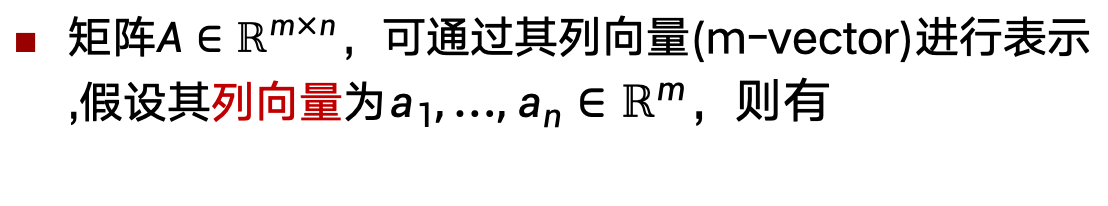 ▪ 矩阵A ∈ ℝ^{m×n}，可通过其列向量(m-vector)进行表示
,假设其列向量为a₁, …, aₙ ∈ ℝ^m，则有